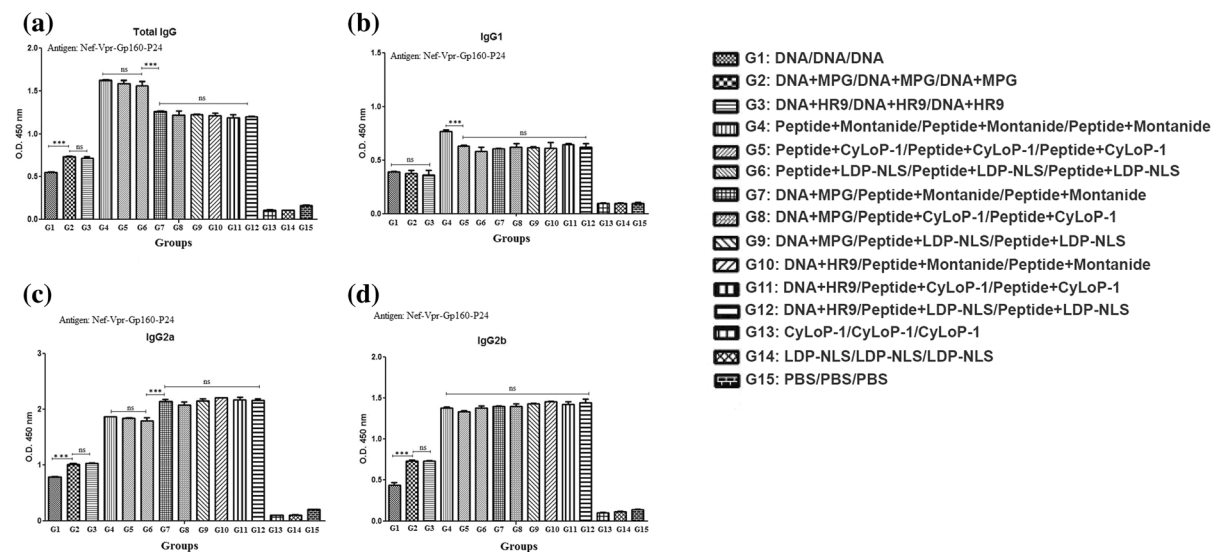 (a)
Total IgG
Antigen: Nef-Vpr-Gp160-P24
2.0
1.5
1.0
0.5
0.0
O.D. 450 nm
*** ns ns *** ns
G1 G2 G3 G4 G5 G6 G7 G8 G9 G10 G11 G12 G13 G14 G15
Groups
(b)
IgG1
Antigen: Nef-Vpr-Gp160-P24
1.5
1.0
0.5
0.0
O.D. 450 nm
ns *** ns
G1 G2 G3 G4 G5 G6 G7 G8 G9 G10 G11 G12 G13 G14 G15
Groups
(c)
Antigen: Nef-Vpr-Gp160-P24
IgG2a
3
2
1
0
O.D. 450 nm
*** ns ns *** ns
G1 G2 G3 G4 G5 G6 G7 G8 G9 G10 G11 G12 G13 G14 G15
Groups
(d)
Antigen: Nef-Vpr-Gp160-P24
IgG2b
2.0
1.5
1.0
0.5
0.0
O.D. 450 nm
*** ns ns
G1 G2 G3 G4 G5 G6 G7 G8 G9 G10 G11 G12 G13 G14 G15
Groups
G1: DNA/DNA/DNA
G2: DNA+MPG/DNA+MPG/DNA+MPG
G3: DNA+HR9/DNA+HR9/DNA+HR9
G4: Peptide+Montanide/Peptide+Montanide/Peptide+Montanide
G5: Peptide+CyLoP-1/Peptide+CyLoP-1/Peptide+CyLoP-1
G6: Peptide+LDP-NLS/Peptide+LDP-NLS/Peptide+LDP-NLS
G7: DNA+MPG/Peptide+Montanide/Peptide+Montanide
G8: DNA+MPG/Peptide+CyLoP-1/Peptide+CyLoP-1
G9: DNA+MPG/Peptide+LDP-NLS/Peptide+LDP-NLS
G10: DNA+HR9/Peptide+Montanide/Peptide+Montanide
G11: DNA+HR9/Peptide+CyLoP-1/Peptide+CyLoP-1
G12: DNA+HR9/Peptide+LDP-NLS/Peptide+LDP-NLS
G13: CyLoP-1/CyLoP-1/CyLoP-1
G14: LDP-NLS/LDP-NLS/LDP-NLS
G15: PBS/PBS/PBS